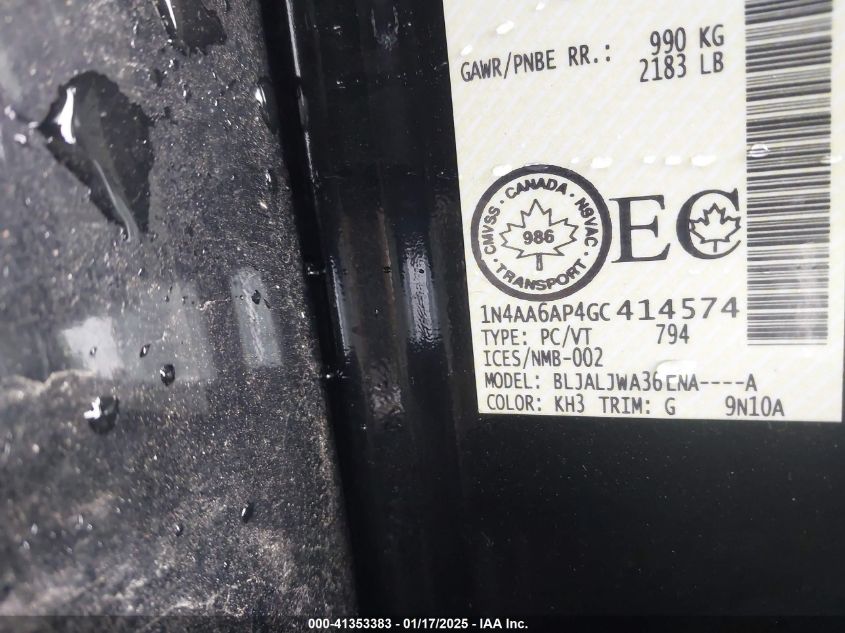 GAWR/PNBE RR.: 990 KG
2183 LB
CMVSS · CANADA · NSVAC · TRANSPORT ·
986
EC
1N4AA6AP4GC414574
TYPE: PC/VT 794
ICES/NMB-002
MODEL: BLJALJWA36ENA----A
COLOR: KH3 TRIM: G 9N10A
000-41353383 - 01/17/2025 - IAA Inc.